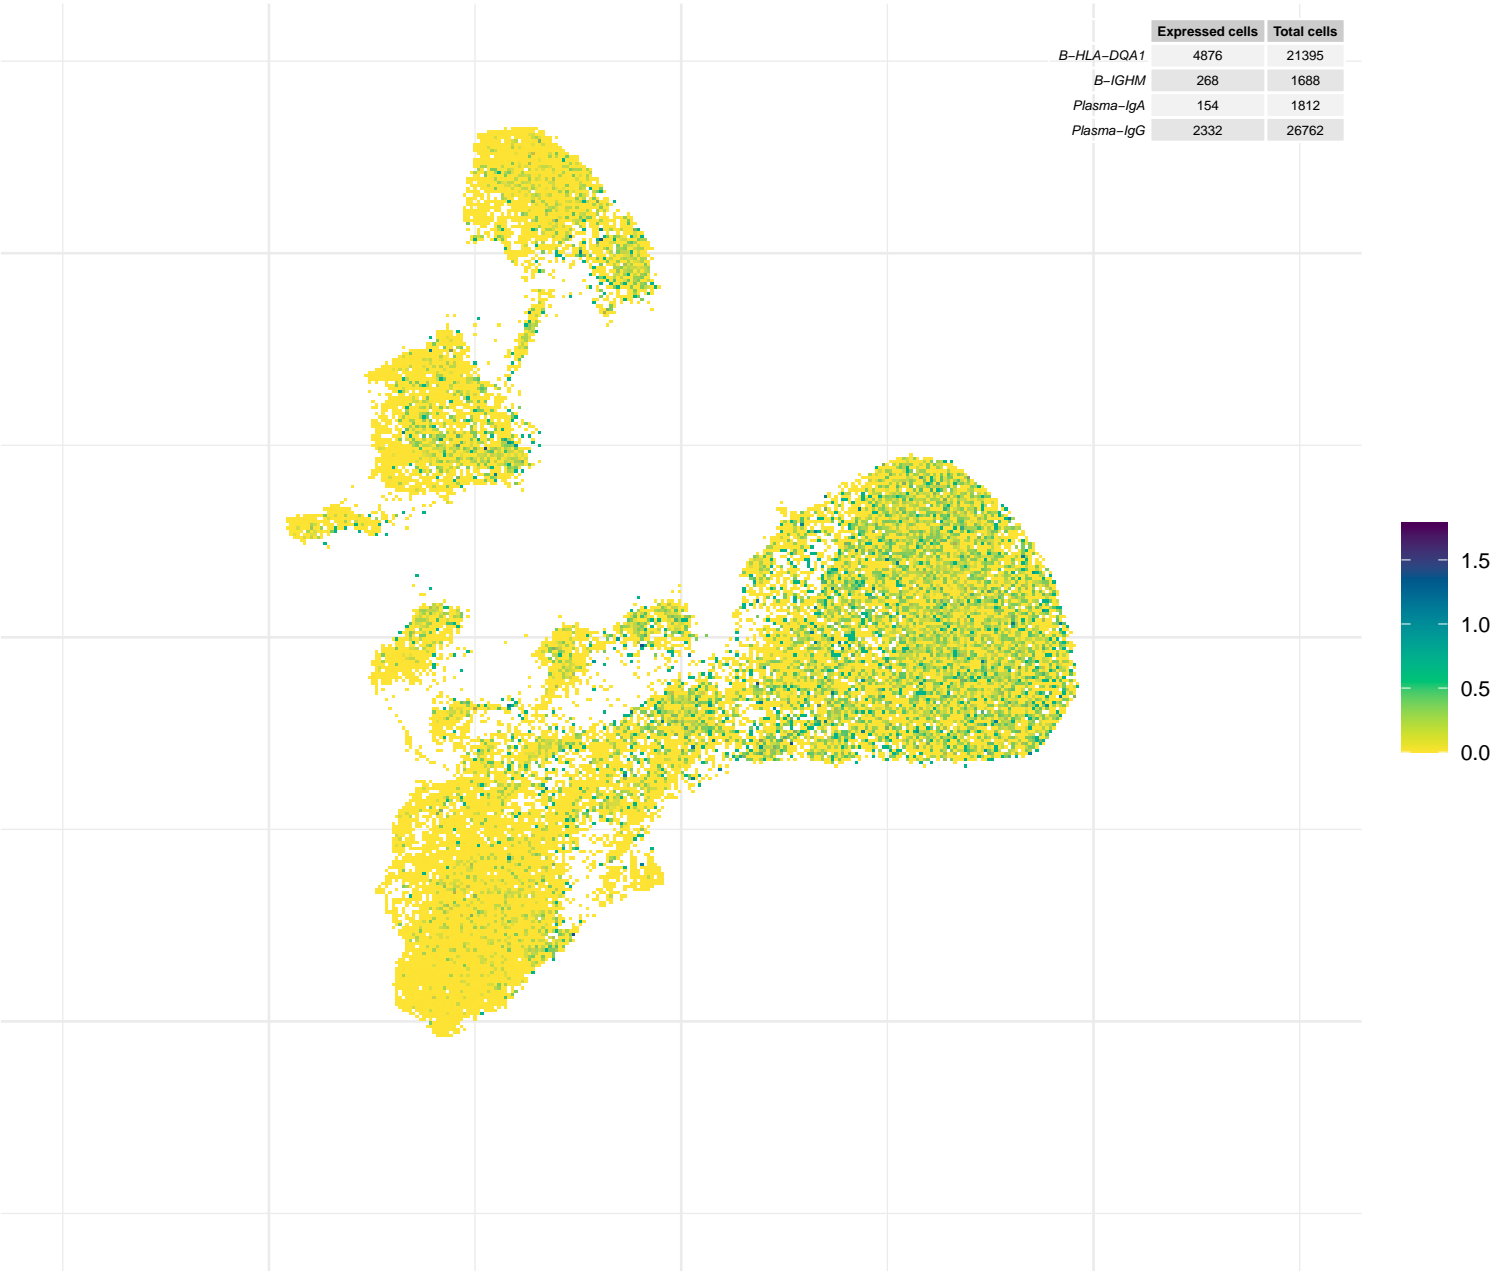 Expressed cells Total cells
B−HLA−DQA1 4876 21395
B−IGHM 268 1688
Plasma−IgA 154 1812
Plasma−IgG 2332 26762
1.5
1.0
0.5
0.0